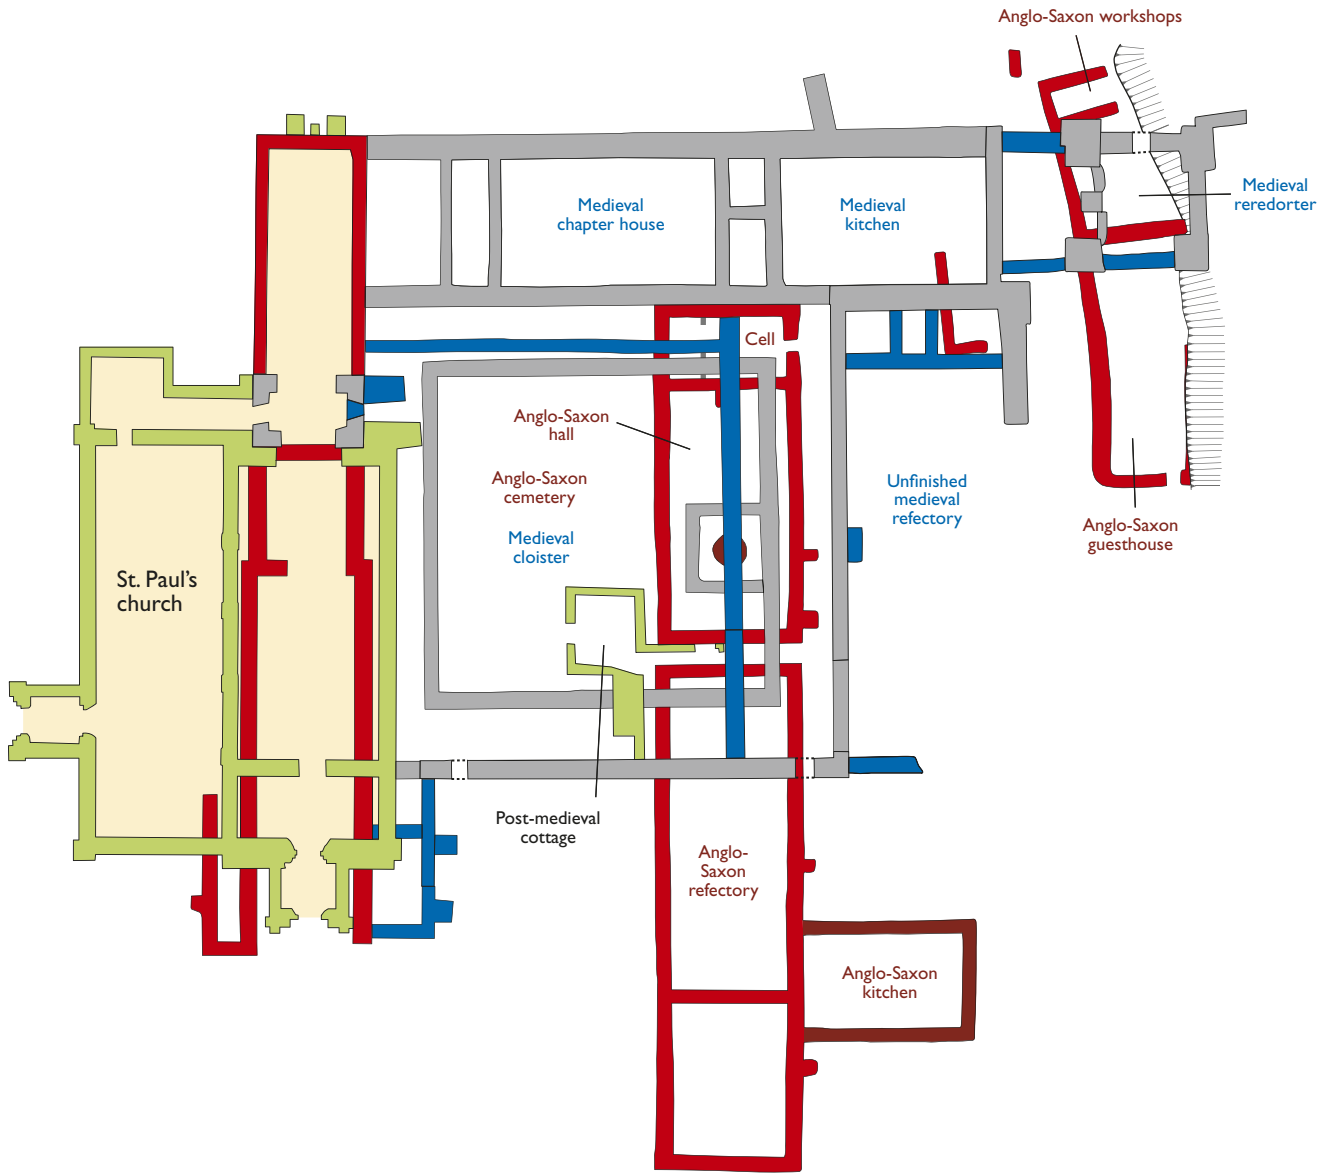 Anglo-Saxon workshops
Medieval
reredorter
Medieval
chapter house
Medieval
kitchen
Cell
Anglo-Saxon
hall
Anglo-Saxon
cemetery
Medieval
cloister
Unfinished
medieval
refectory
Anglo-Saxon
guesthouse
St. Paul's
church
Post-medieval
cottage
Anglo-
Saxon
refectory
Anglo-Saxon
kitchen